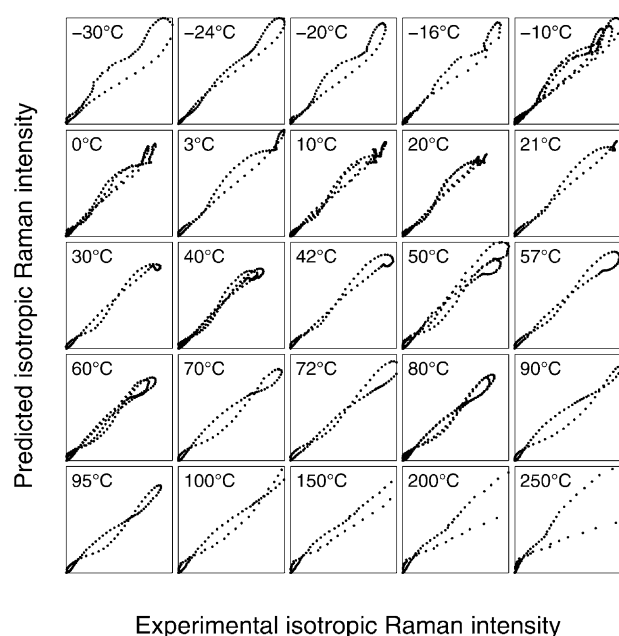 Predicted isotropic Raman intensity
−30°C −24°C −20°C −16°C −10°C
0°C 3°C 10°C 20°C 21°C
30°C 40°C 42°C 50°C 57°C
60°C 70°C 72°C 80°C 90°C
95°C 100°C 150°C 200°C 250°C
Experimental isotropic Raman intensity